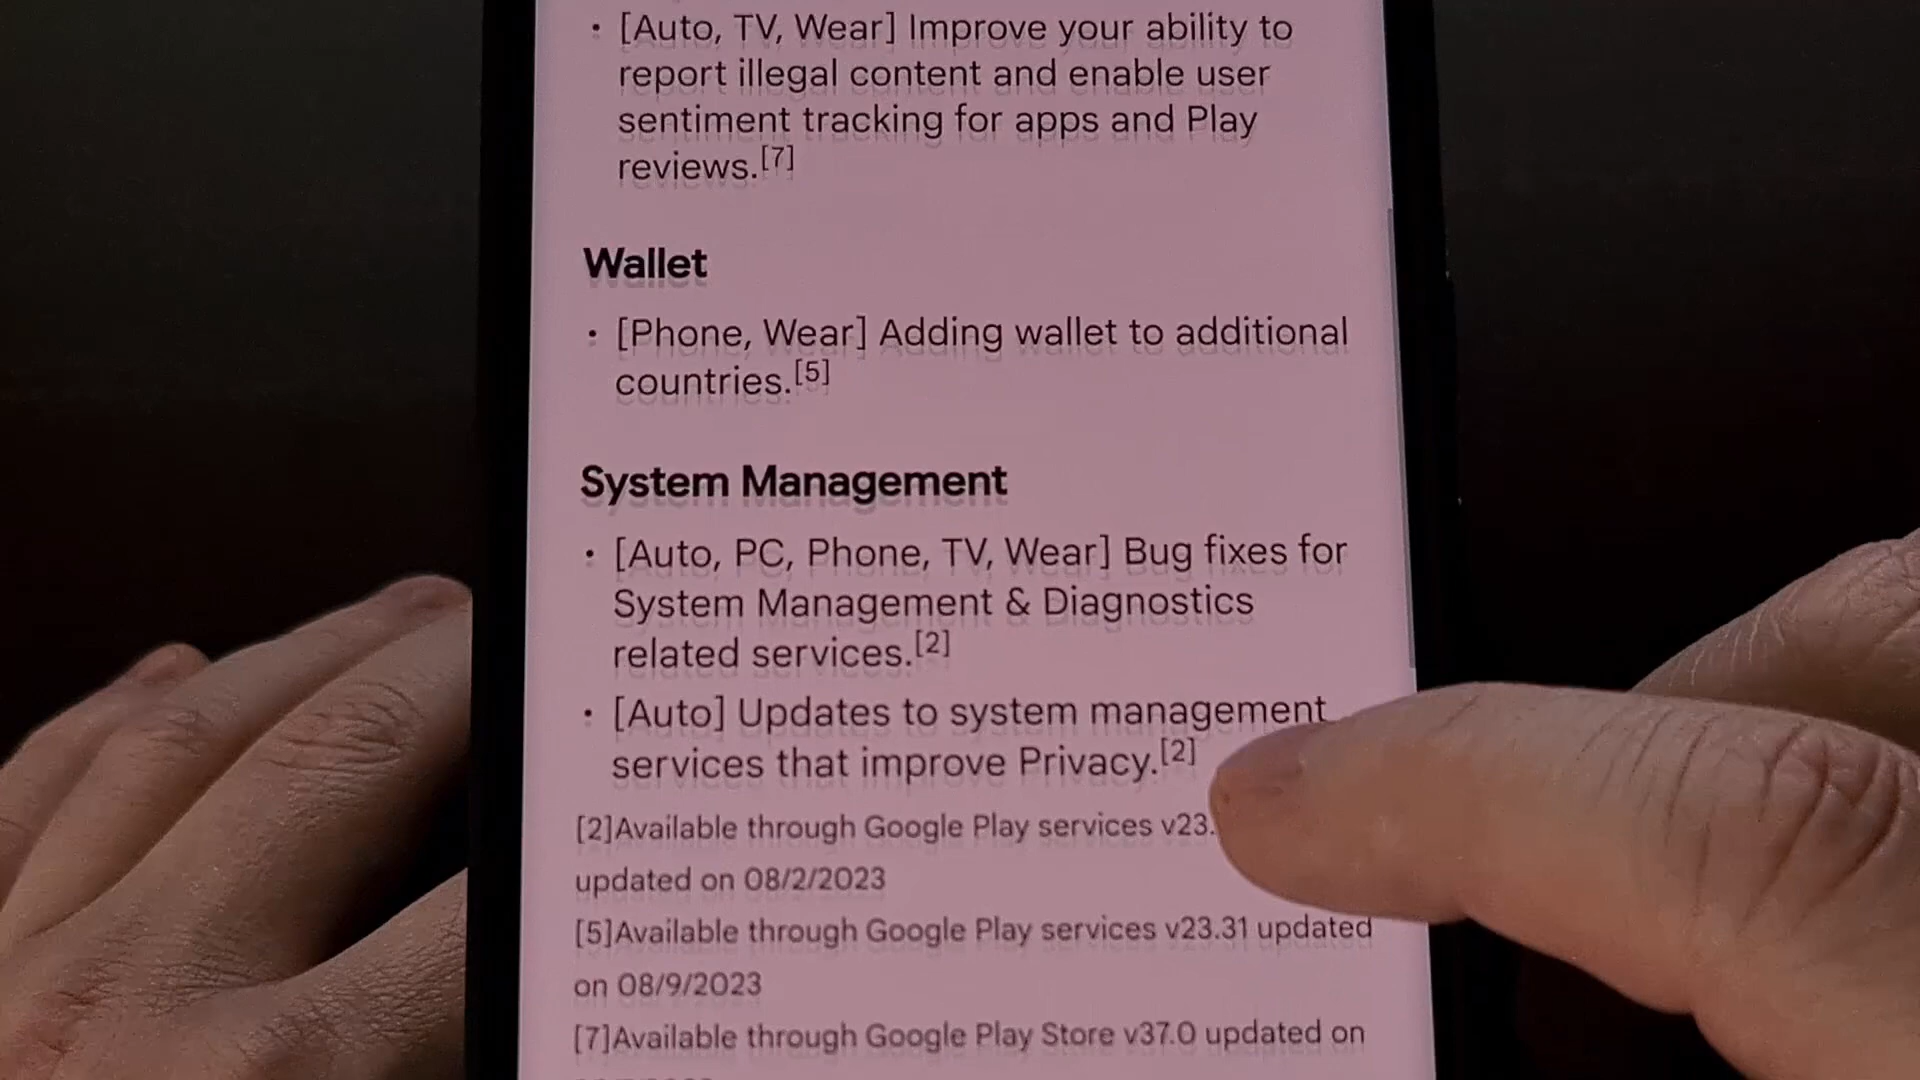 • [Auto, TV, Wear] Improve your ability to
report illegal content and enable user
sentiment tracking for apps and Play
reviews.[7]
Wallet
• [Phone, Wear] Adding wallet to additional
countries.[5]
System Management
• [Auto, PC, Phone, TV, Wear] Bug fixes for
System Management & Diagnostics
related services.[2]
• [Auto] Updates to system management
services that improve Privacy.[2]
[2]Available through Google Play services v23.
updated on 08/2/2023
[5]Available through Google Play services v23.31 updated
on 08/9/2023
[7]Available through Google Play Store v37.0 updated on